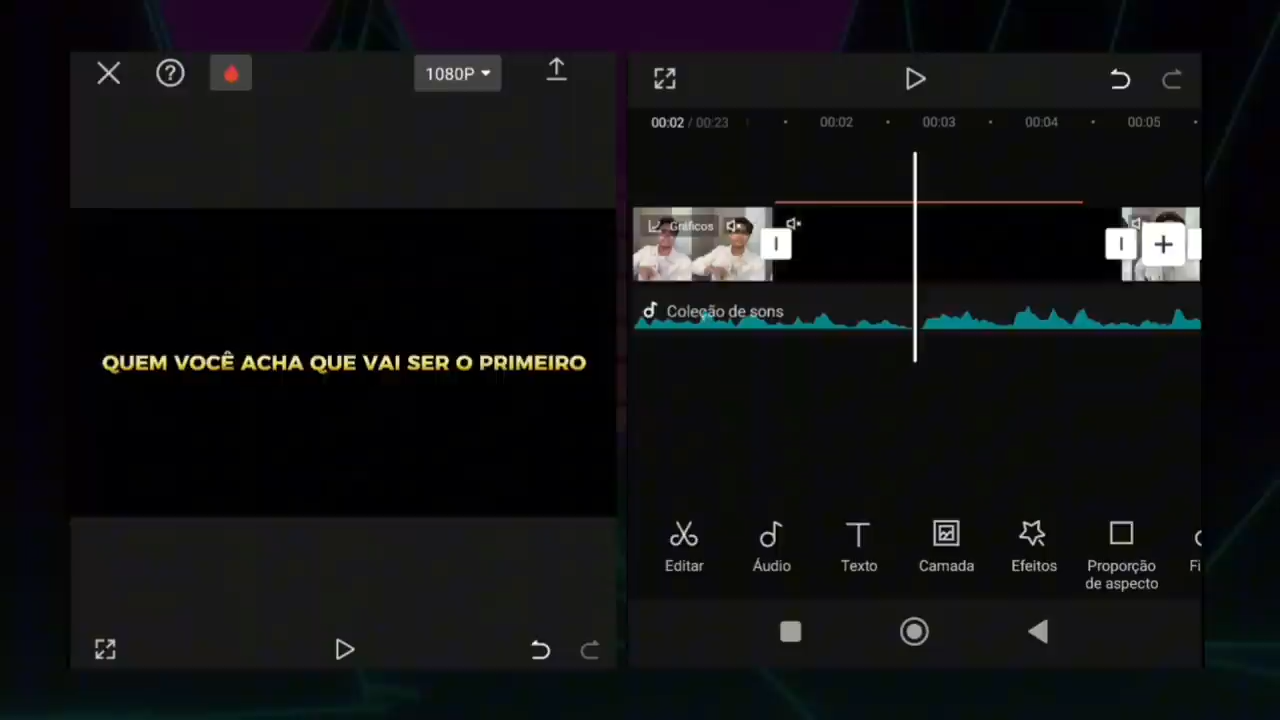 1080P
QUEM VOCÊ ACHA QUE VAI SER O PRIMEIRO
00:02 / 00:23 00:02 00:03 00:04 00:05
Gráficos
Coleção de sons
Editar
Áudio
Texto
Camada
Efeitos
Proporção
de aspecto
Fi